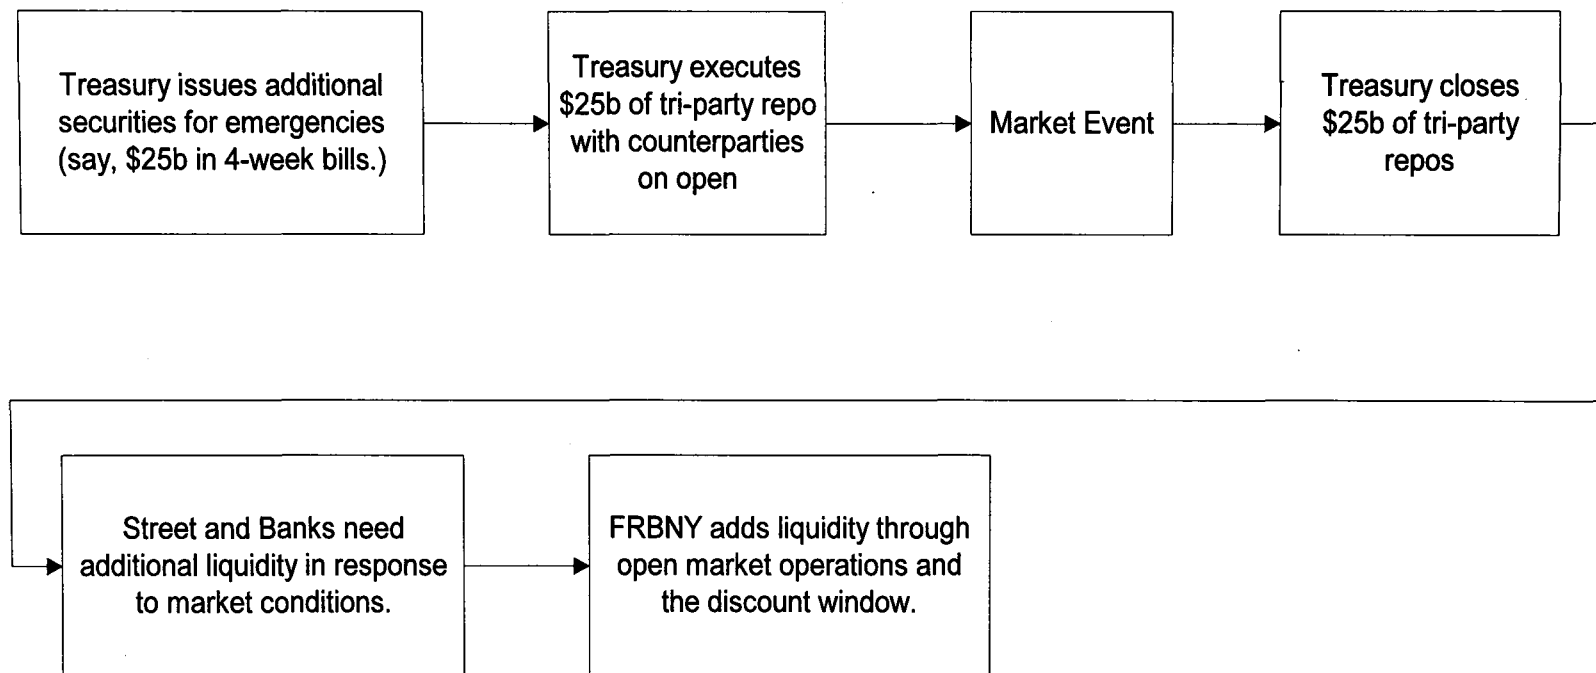 Treasury issues additional
securities for emergencies
(say, $25b in 4-week bills.)
Treasury executes
$25b of tri-party repo
with counterparties
on open
Market Event
Treasury closes
$25b of tri-party
repos
Street and Banks need
additional liquidity in response
to market conditions.
FRBNY adds liquidity through
open market operations and
the discount window.